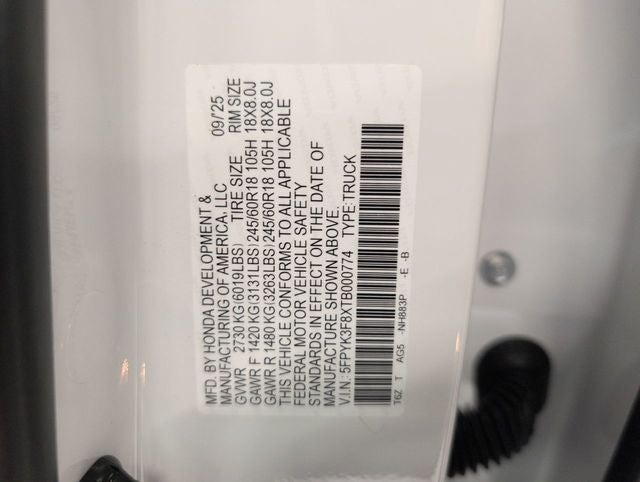 MFD. BY HONDA DEVELOPMENT &
MANUFACTURING OF AMERICA, LLC 09/'25
GVWR 2730 KG(6019LBS) TIRE SIZE RIM SIZE
GAWR F 1420 KG(3131LBS) 245/60R18 105H 18X8.0J
GAWR R 1480 KG(3263LBS) 245/60R18 105H 18X8.0J
THIS VEHICLE CONFORMS TO ALL APPLICABLE
FEDERAL MOTOR VEHICLE SAFETY
STANDARDS IN EFFECT ON THE DATE OF
MANUFACTURE SHOWN ABOVE.
V.I.N.: 5FPYK3F8XTB000774 TYPE:TRUCK
T6Z T AG5 -NH883P -E -B